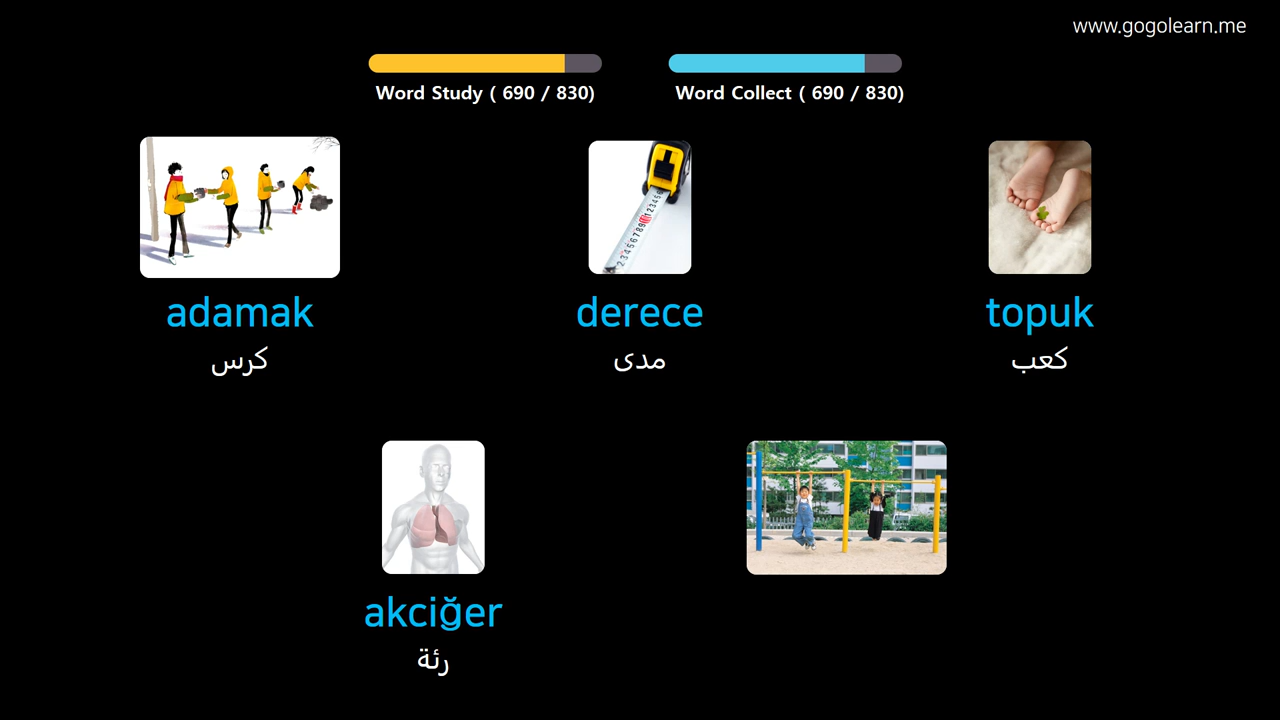 www.gogolearn.me
Word Study ( 690 / 830)
Word Collect ( 690 / 830)
adamak
كرس
derece
مدى
topuk
كعب
akciğer
رئة